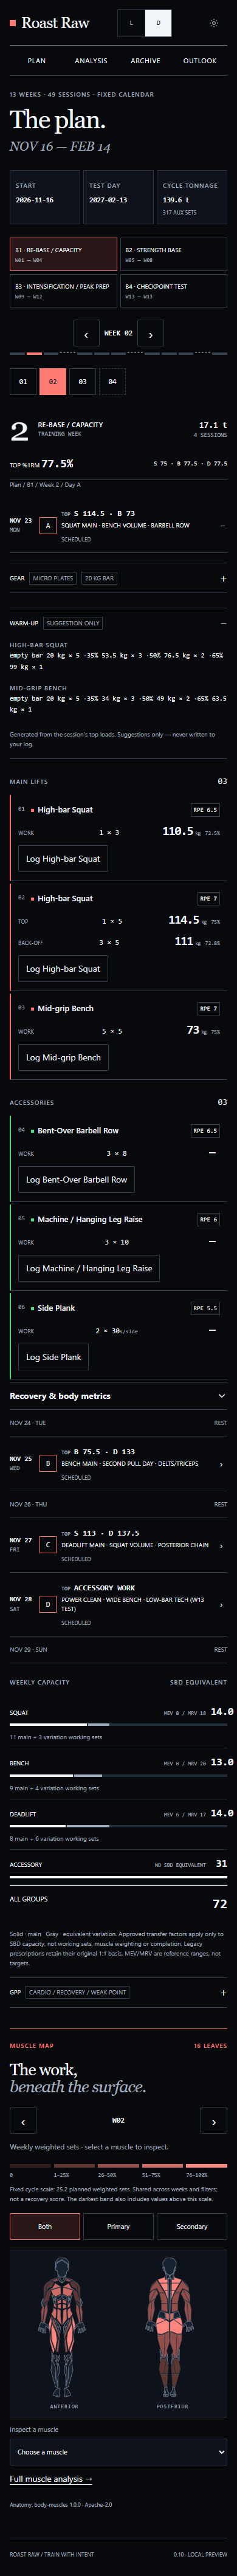 Roast Raw
L D
PLAN ANALYSIS ARCHIVE OUTLOOK
13 WEEKS · 49 SESSIONS · FIXED CALENDAR
The plan.
NOV 16 — FEB 14
START
2026-11-16
TEST DAY
2027-02-13
CYCLE TONNAGE
139.6 t
317 AUX SETS
B1 · RE-BASE / CAPACITY
W01 — W04
B2 · STRENGTH BASE
W05 — W08
B3 · INTENSIFICATION / PEAK PREP
W09 — W12
B4 · CHECKPOINT TEST
W13 — W13
‹ WEEK 02 ›
01 02 03 04
2
RE-BASE / CAPACITY
TRAINING WEEK
17.1 t
4 SESSIONS
TOP %1RM 77.5%
S 75 · B 77.5 · D 77.5
Plan / B1 / Week 2 / Day A
NOV 23
MON
A
TOP S 114.5 · B 73
SQUAT MAIN · BENCH VOLUME · BARBELL ROW
SCHEDULED
−
GEAR MICRO PLATES 20 KG BAR +
WARM-UP SUGGESTION ONLY −
HIGH-BAR SQUAT
empty bar 20 kg × 5 ·35% 53.5 kg × 3 ·50% 76.5 kg × 2 ·65%
99 kg × 1
MID-GRIP BENCH
empty bar 20 kg × 5 ·35% 34 kg × 3 ·50% 49 kg × 2 ·65% 63.5
kg × 1
Generated from the session's top loads. Suggestions only — never written to
your log.
MAIN LIFTS 03
01 High-bar Squat RPE 6.5
WORK 1 × 3 110.5 kg 72.5%
Log High-bar Squat
02 High-bar Squat RPE 7
TOP 1 × 5 114.5 kg 75%
BACK-OFF 3 × 5 111 kg 72.8%
Log High-bar Squat
03 Mid-grip Bench RPE 7
WORK 5 × 5 73 kg 75%
Log Mid-grip Bench
ACCESSORIES 03
04 Bent-Over Barbell Row RPE 6.5
WORK 3 × 8 —
Log Bent-Over Barbell Row
05 Machine / Hanging Leg Raise RPE 6
WORK 3 × 10 —
Log Machine / Hanging Leg Raise
06 Side Plank RPE 5.5
WORK 2 × 30s/side —
Log Side Plank
Recovery & body metrics
NOV 24 · TUE REST
NOV 25
WED
B
TOP B 75.5 · D 133
BENCH MAIN · SECOND PULL DAY · DELTS/TRICEPS
SCHEDULED
›
NOV 26 · THU REST
NOV 27
FRI
C
TOP S 113 · D 137.5
DEADLIFT MAIN · SQUAT VOLUME · POSTERIOR CHAIN
SCHEDULED
›
NOV 28
SAT
D
TOP ACCESSORY WORK
POWER CLEAN · WIDE BENCH · LOW-BAR TECH (W13
TEST)
SCHEDULED
›
NOV 29 · SUN REST
WEEKLY CAPACITY SBD EQUIVALENT
SQUAT MEV 8 / MRV 18 14.0
11 main + 3 variation working sets
BENCH MEV 8 / MRV 20 13.0
9 main + 4 variation working sets
DEADLIFT MEV 6 / MRV 17 14.0
8 main + 6 variation working sets
ACCESSORY NO SBD EQUIVALENT 31
ALL GROUPS 72
Solid · main Gray · equivalent variation. Approved transfer factors apply only to
SBD capacity, not working sets, muscle weighting or completion. Legacy
prescriptions retain their original 1:1 basis. MEV/MRV are reference ranges, not
targets.
GPP CARDIO / RECOVERY / WEAK POINT +
MUSCLE MAP 16 LEAVES
The work,
beneath the surface.
‹ W02 ›
Weekly weighted sets · select a muscle to inspect.
0 1–25% 26–50% 51–75% 76–100%
Fixed cycle scale: 25.2 planned weighted sets. Shared across weeks and filters;
not a recovery score. The darkest band also includes values above this scale.
Both Primary Secondary
ANTERIOR POSTERIOR
Inspect a muscle
Choose a muscle
Full muscle analysis →
Anatomy: body-muscles 1.0.0 · Apache-2.0
ROAST RAW / TRAIN WITH INTENT 0.10 · LOCAL PREVIEW